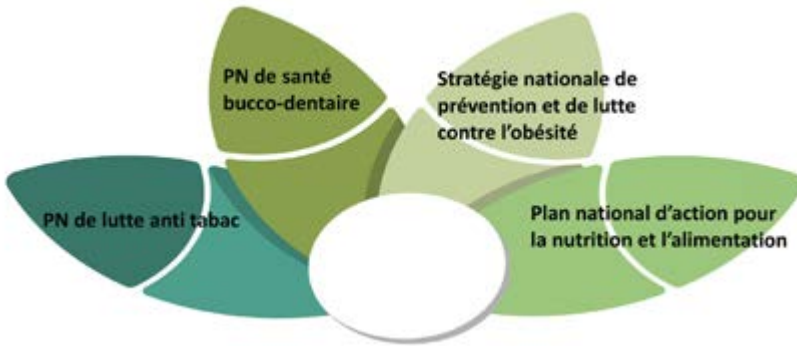 PN de santé
bucco-dentaire
Stratégie nationale de
prévention et de lutte
contre l'obésité
PN de lutte anti tabac
Plan national d'action pour
la nutrition et l'alimentation